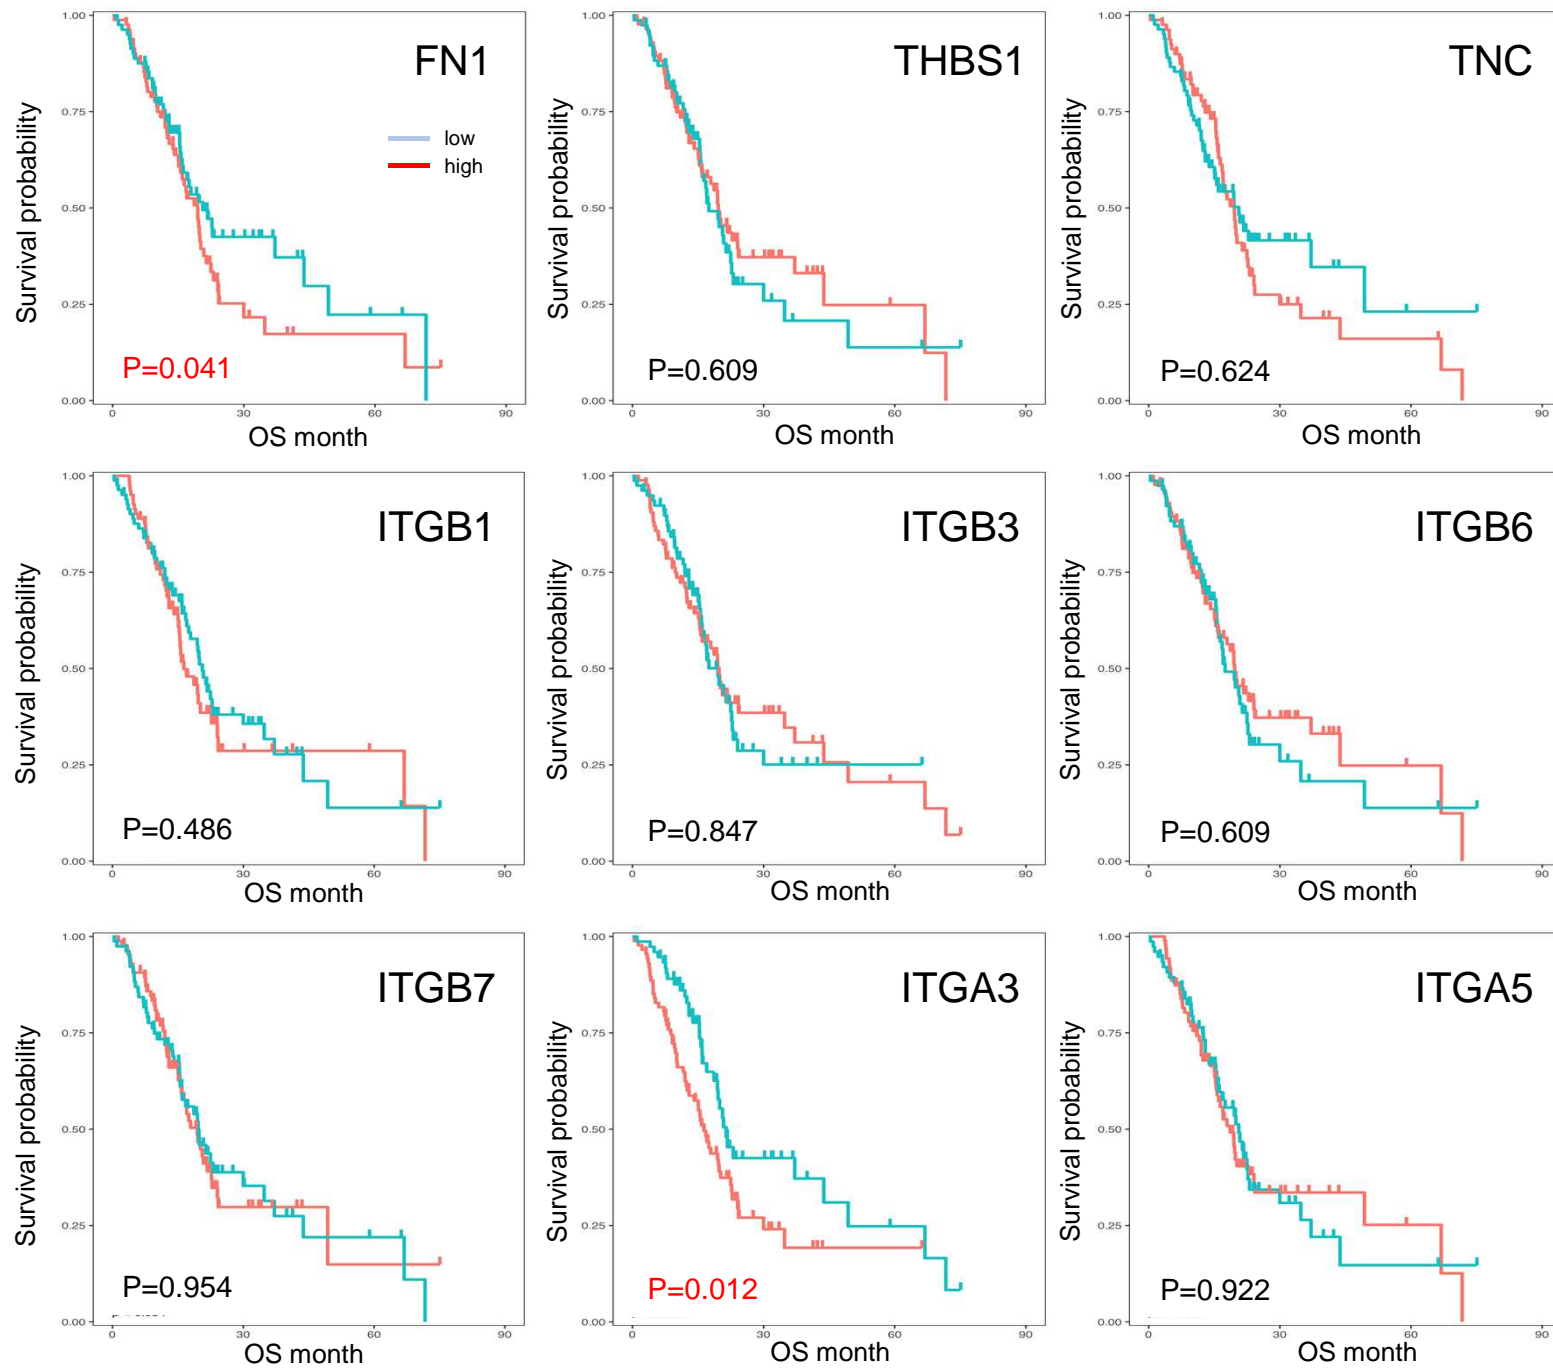 FN1
low
high
1.00
0.75
0.50
0.25
0.00
Survival probability
P=0.041
0
30
60
90
OS month
THBS1
1.00
0.75
0.50
0.25
0.00
Survival probability
P=0.609
0
30
60
90
OS month
TNC
1.00
0.75
0.50
0.25
0.00
Survival probability
P=0.624
0
30
60
90
OS month
ITGB1
1.00
0.75
0.50
0.25
0.00
Survival probability
P=0.486
0
30
60
90
OS month
ITGB3
1.00
0.75
0.50
0.25
0.00
Survival probability
P=0.847
0
30
60
90
OS month
ITGB6
1.00
0.75
0.50
0.25
0.00
Survival probability
P=0.609
0
30
60
90
OS month
ITGB7
1.00
0.75
0.50
0.25
0.00
Survival probability
P=0.954
0
30
60
90
OS month
ITGA3
1.00
0.75
0.50
0.25
0.00
Survival probability
P=0.012
0
30
60
90
OS month
ITGA5
1.00
0.75
0.50
0.25
0.00
Survival probability
P=0.922
0
30
60
90
OS month